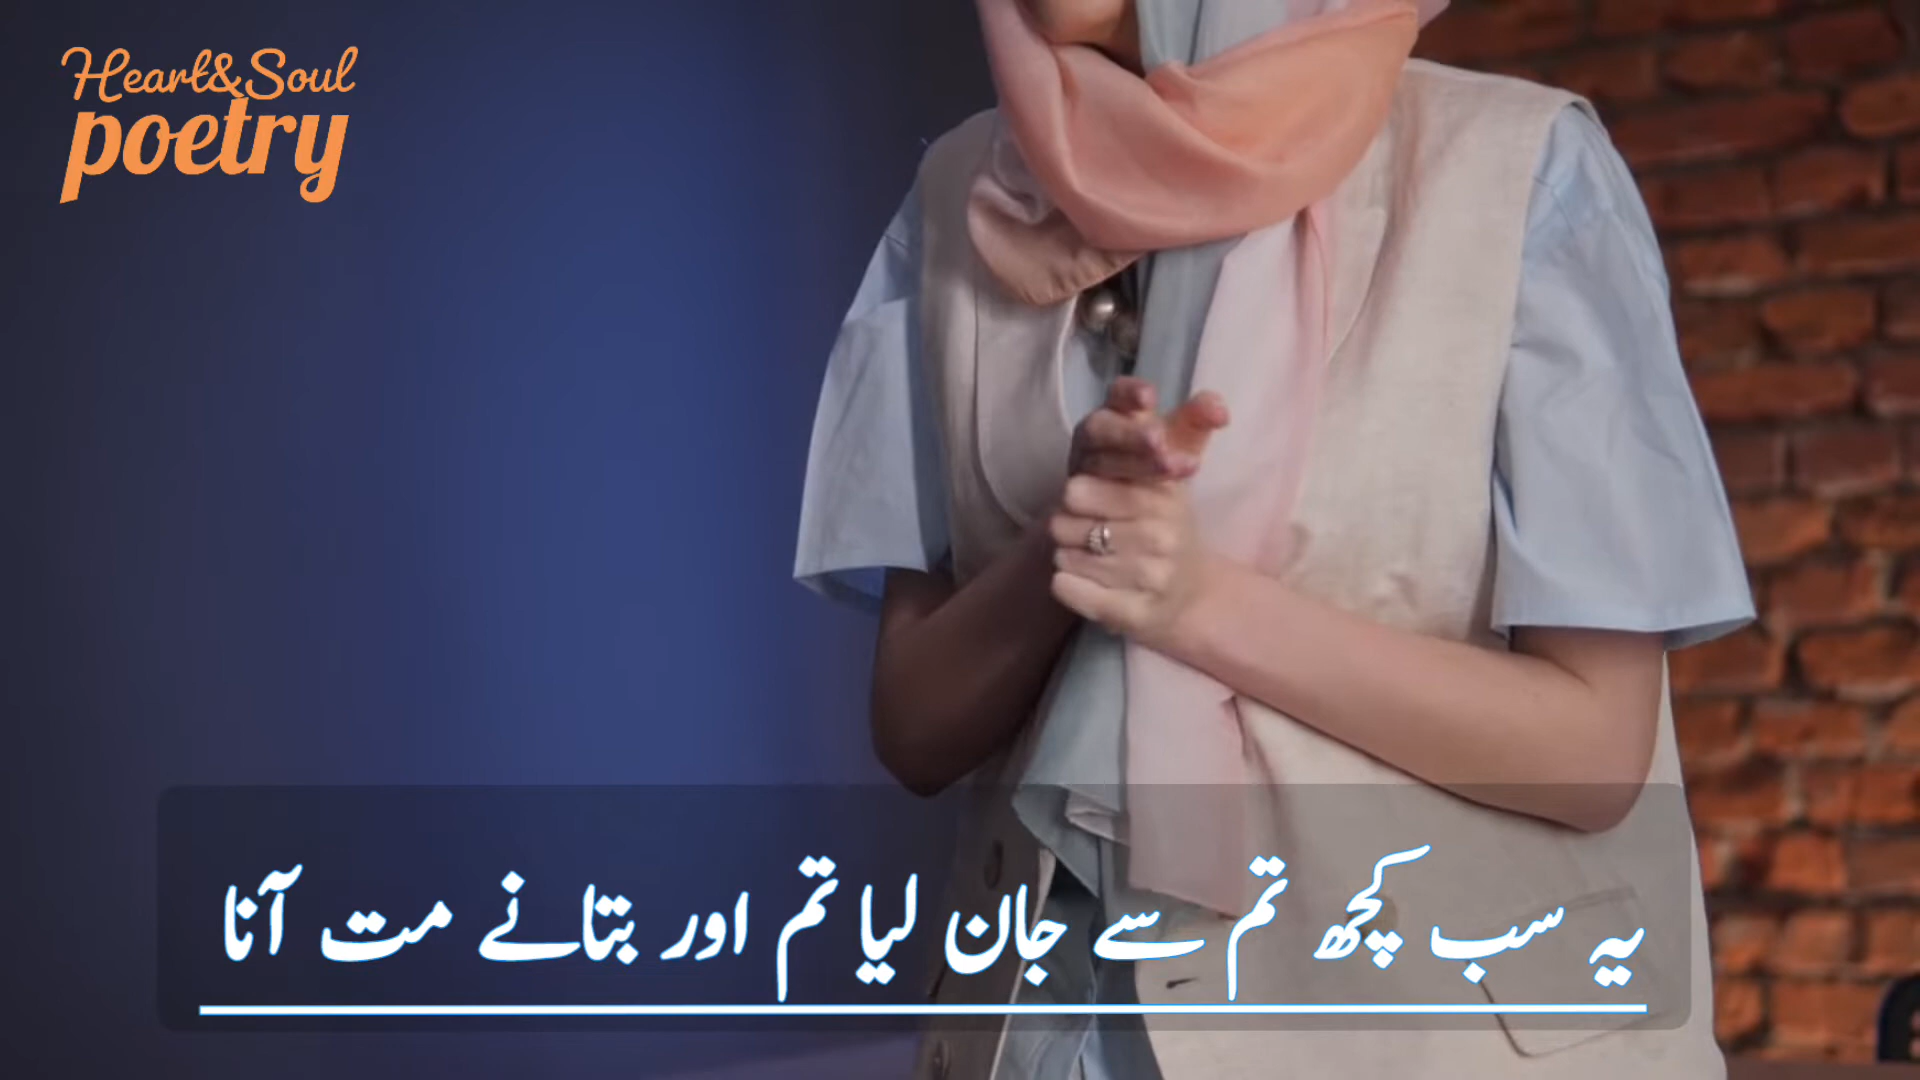 Heart&Soul
poetry
یہ سب کچھ تم سے جان لیا تم اور بتانے مت آنا